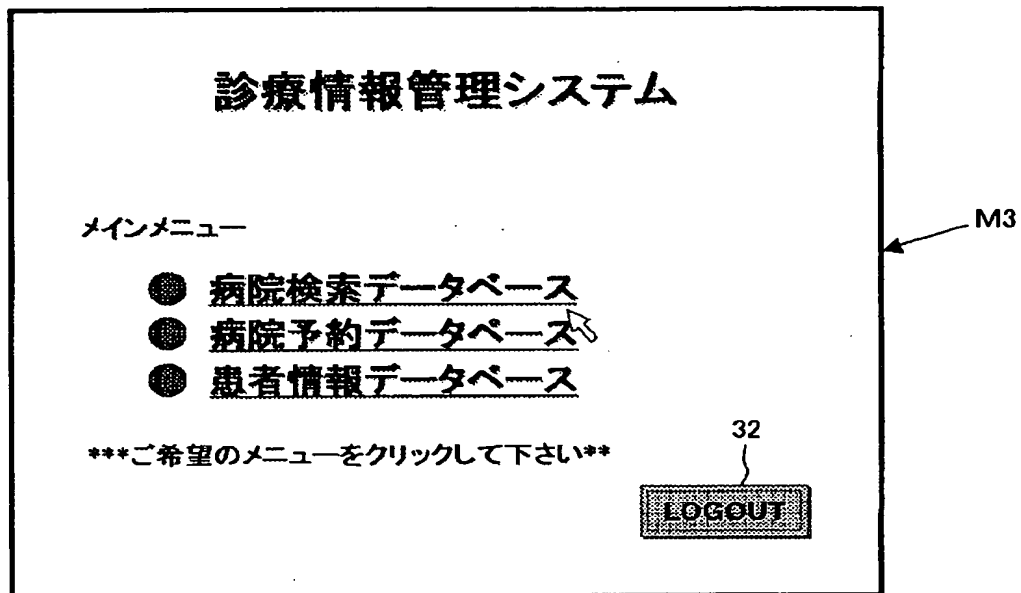 診療情報管理システム
メインメニュー
M3
病院検索データベース
病院予約データベース
患者情報データベース
***ご希望のメニューをクリックして下さい**
32
LOGOUT